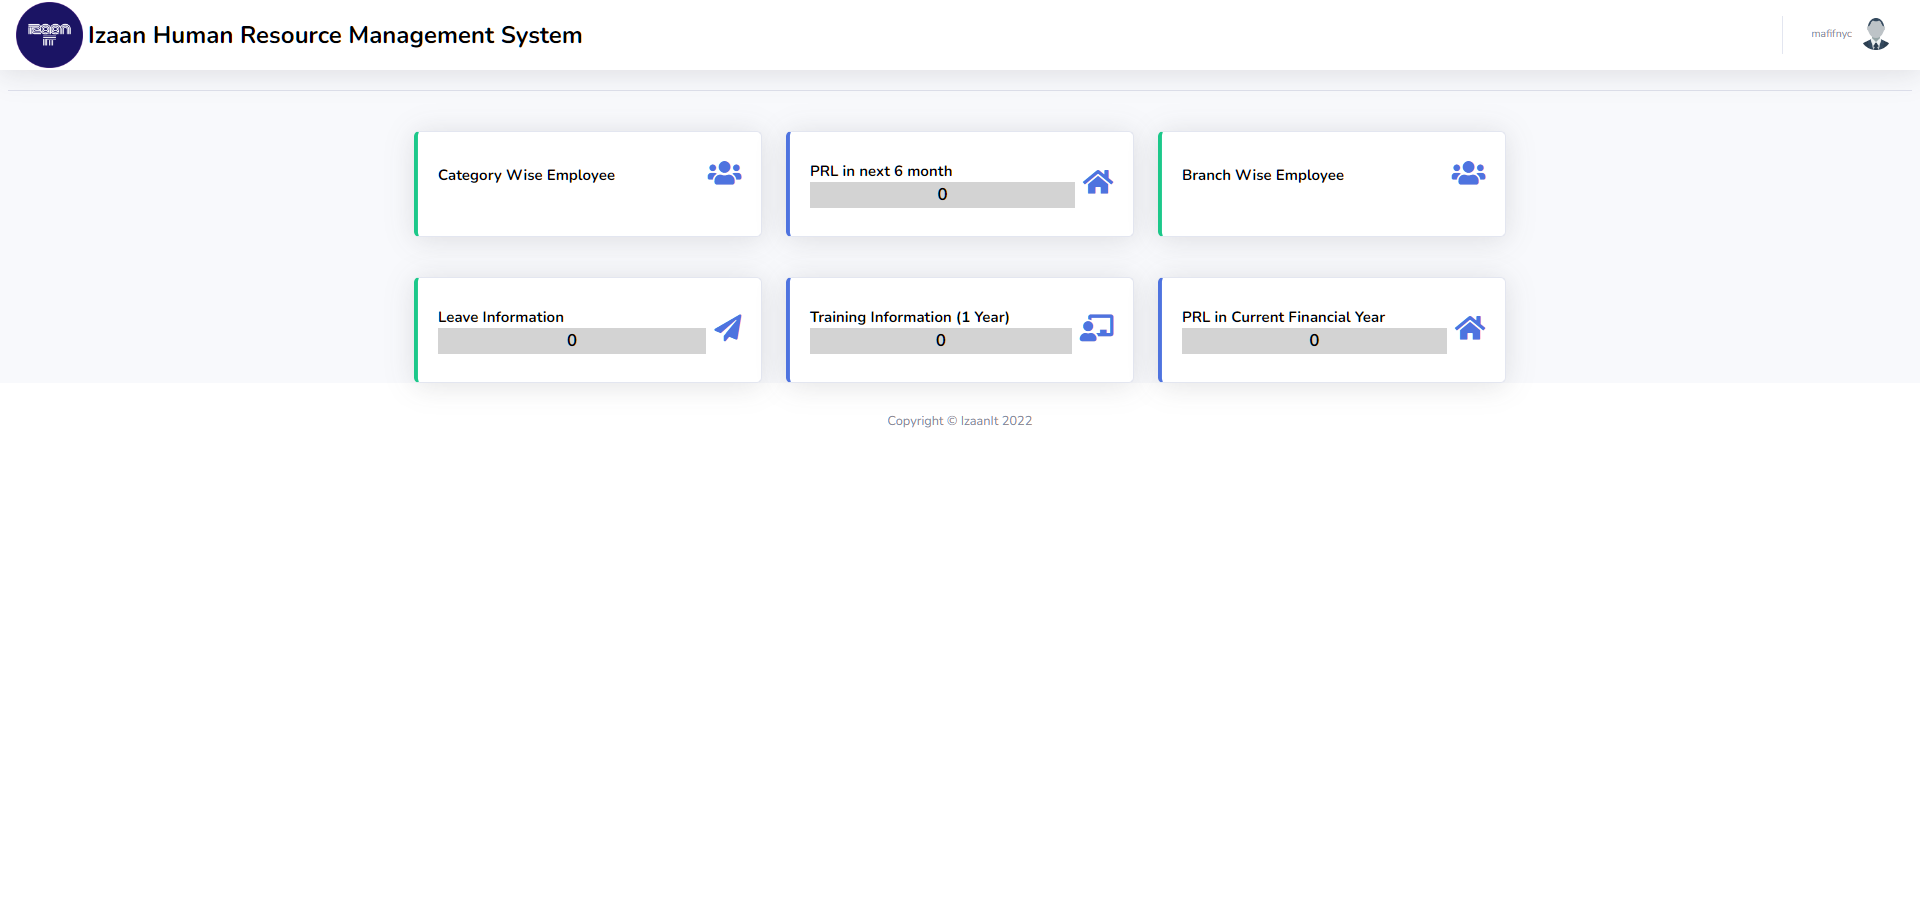 izaan
IT
Izaan Human Resource Management System
mafifnyc
Category Wise Employee
PRL in next 6 month
0
Branch Wise Employee
Leave Information
0
Training Information (1 Year)
0
PRL in Current Financial Year
0
Copyright © IzaanIt 2022